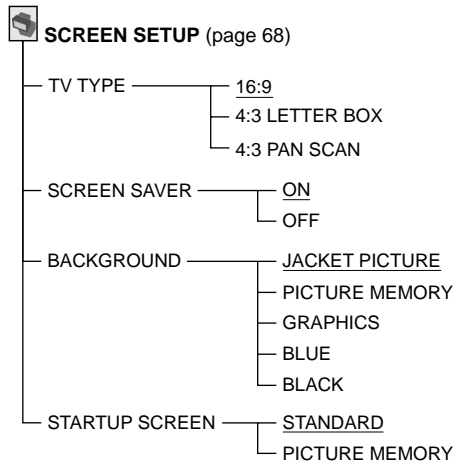 SCREEN SETUP (page 68)
TV TYPE
16:9
4:3 LETTER BOX
4:3 PAN SCAN
SCREEN SAVER
ON
OFF
BACKGROUND
JACKET PICTURE
PICTURE MEMORY
GRAPHICS
BLUE
BLACK
STARTUP SCREEN
STANDARD
PICTURE MEMORY